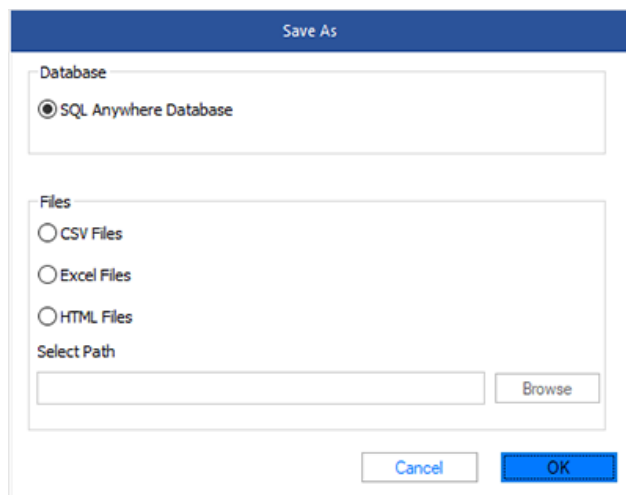 Save As
Database
SQL Anywhere Database
Files
CSV Files
Excel Files
HTML Files
Select Path
Browse
Cancel
OK